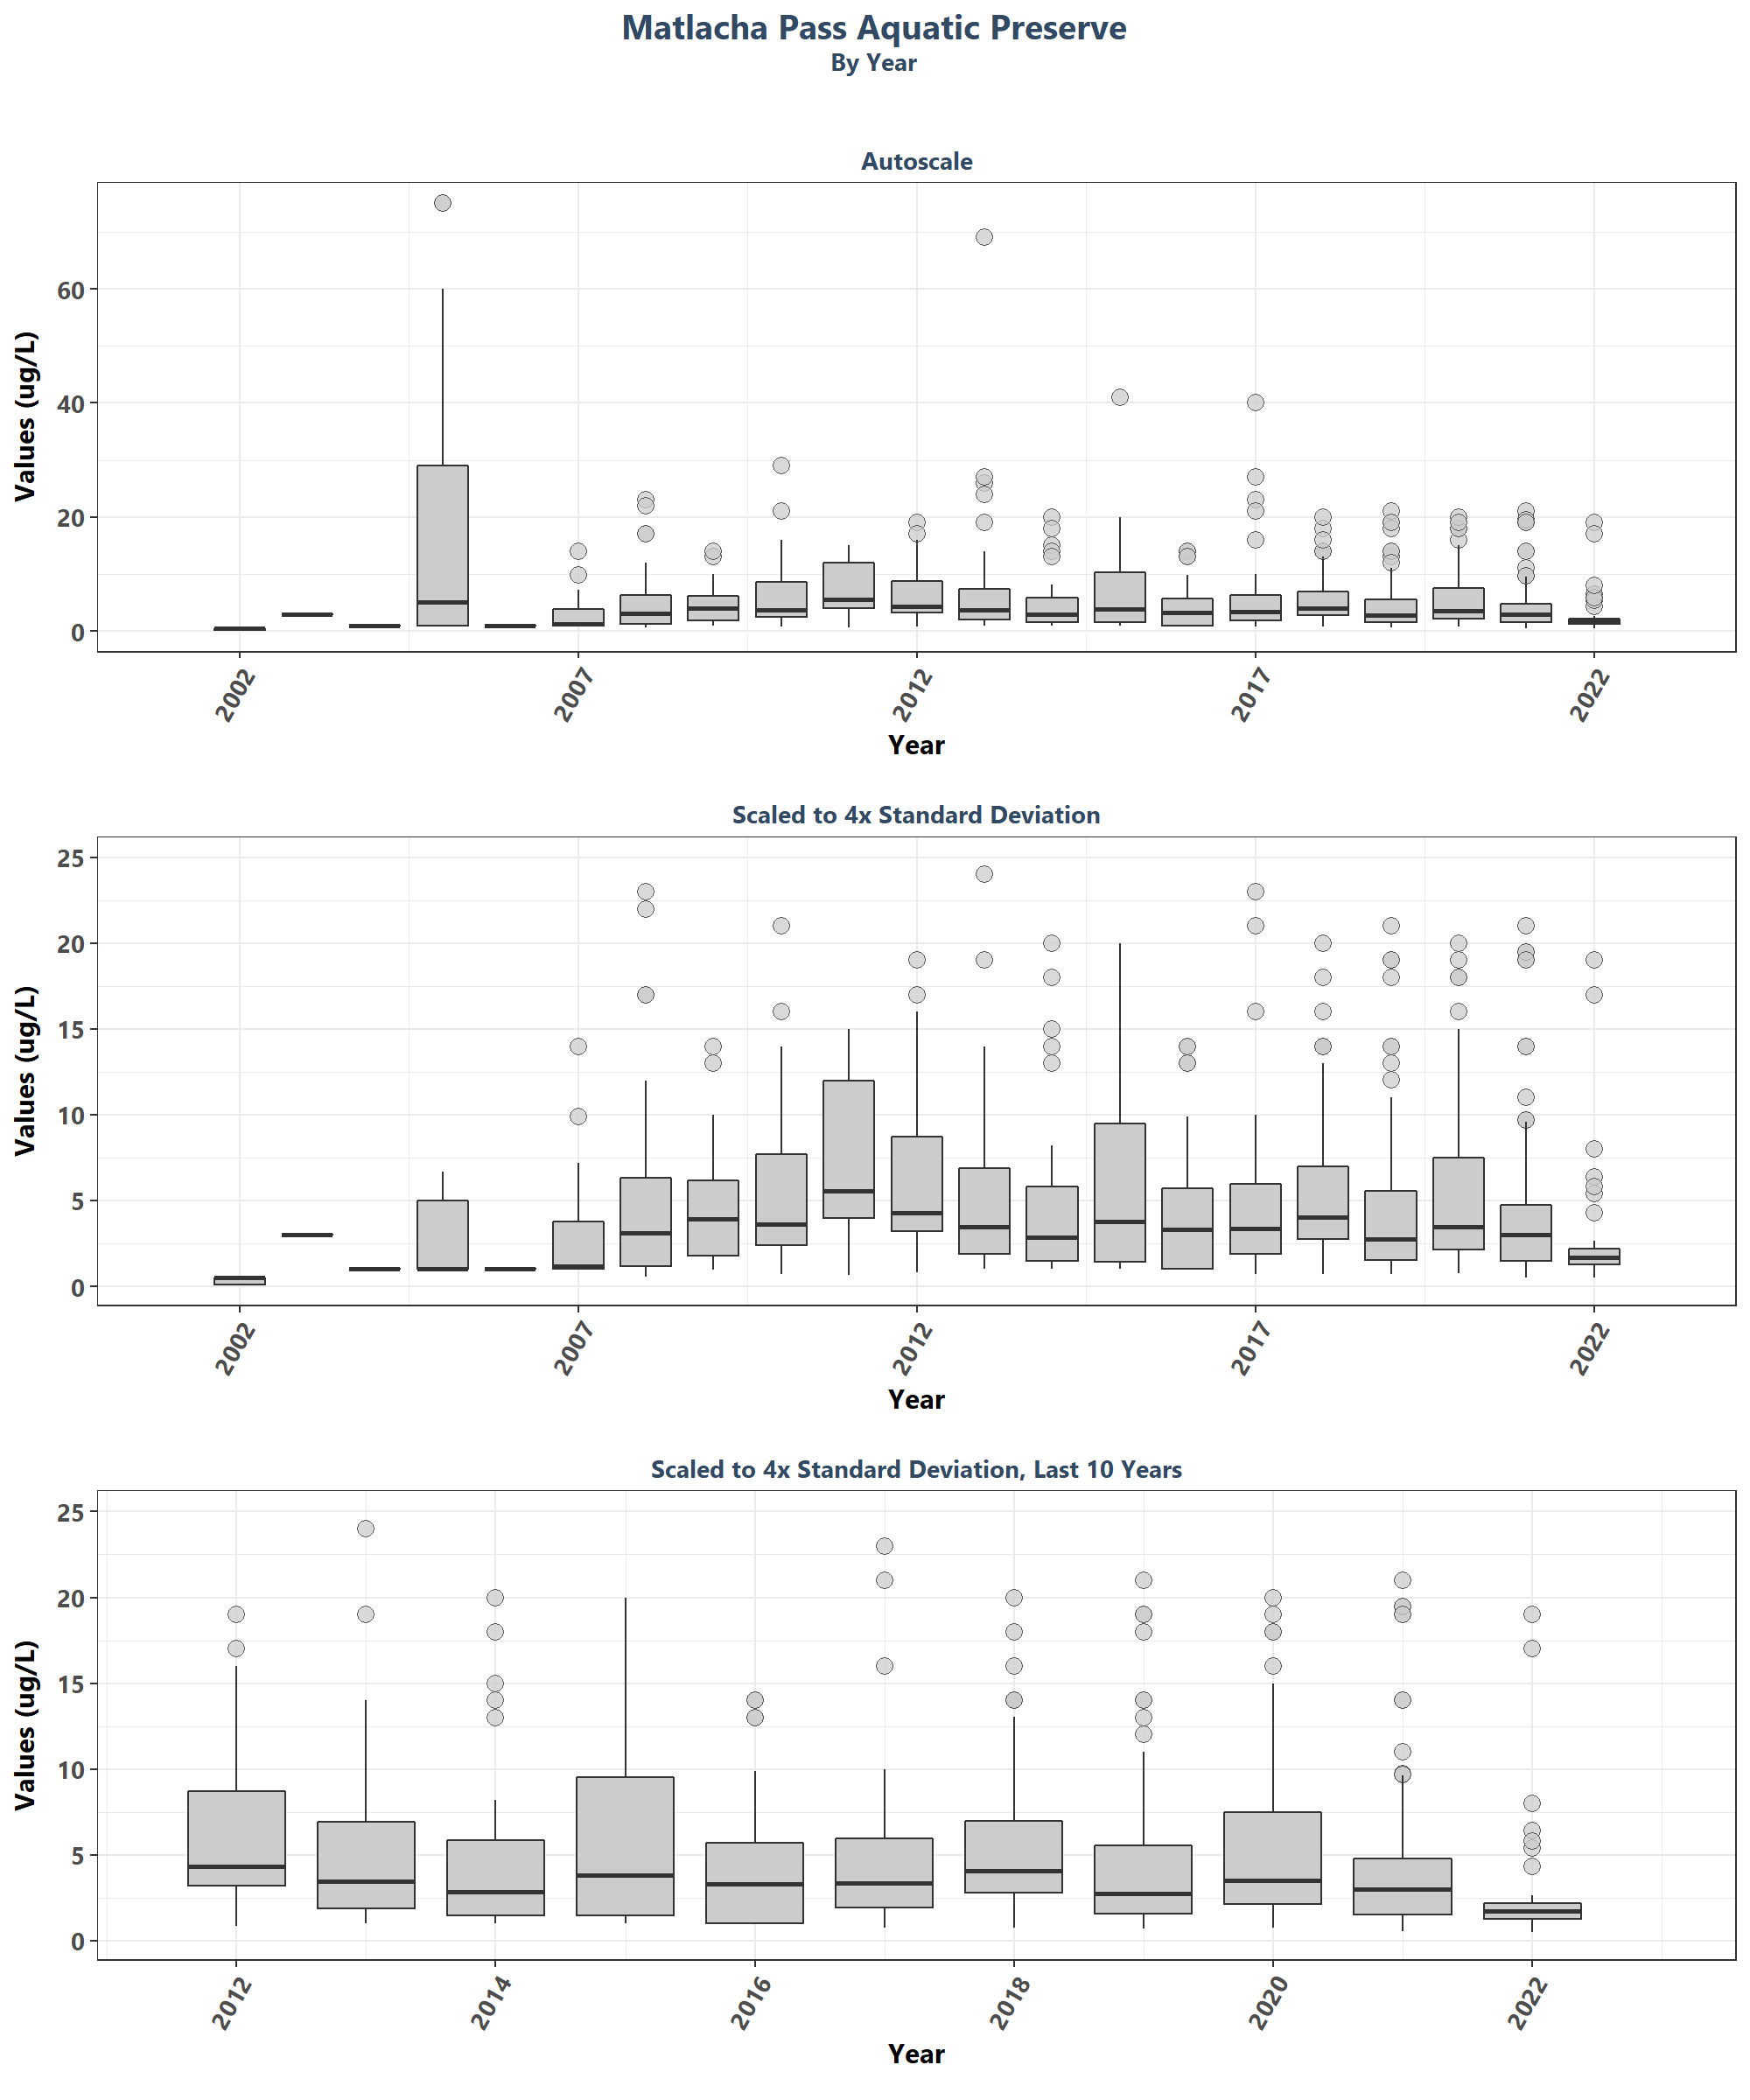 Matlacha Pass Aquatic Preserve
By Year
Autoscale
Values (ug/L)
60
40
20
0
2002
2007
2012
2017
2022
Year
Scaled to 4x Standard Deviation
Values (ug/L)
25
20
15
10
5
0
2002
2007
2012
2017
2022
Year
Scaled to 4x Standard Deviation, Last 10 Years
Values (ug/L)
25
20
15
10
5
0
2012
2014
2016
2018
2020
2022
Year